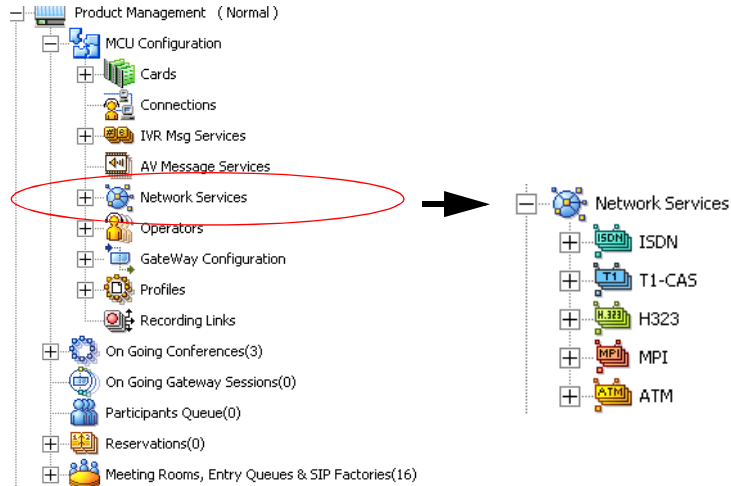 Product Management ( Normal )
MCU Configuration
Cards
Connections
IVR Msg Services
AV Message Services
Network Services
Operators
GateWay Configuration
Profiles
Recording Links
On Going Conferences(3)
On Going Gateway Sessions(0)
Participants Queue(0)
Reservations(0)
Meeting Rooms, Entry Queues & SIP Factories(16)
Network Services
ISDN ISDN
T1 T1-CAS
H.323 H323
MPI MPI
ATM ATM